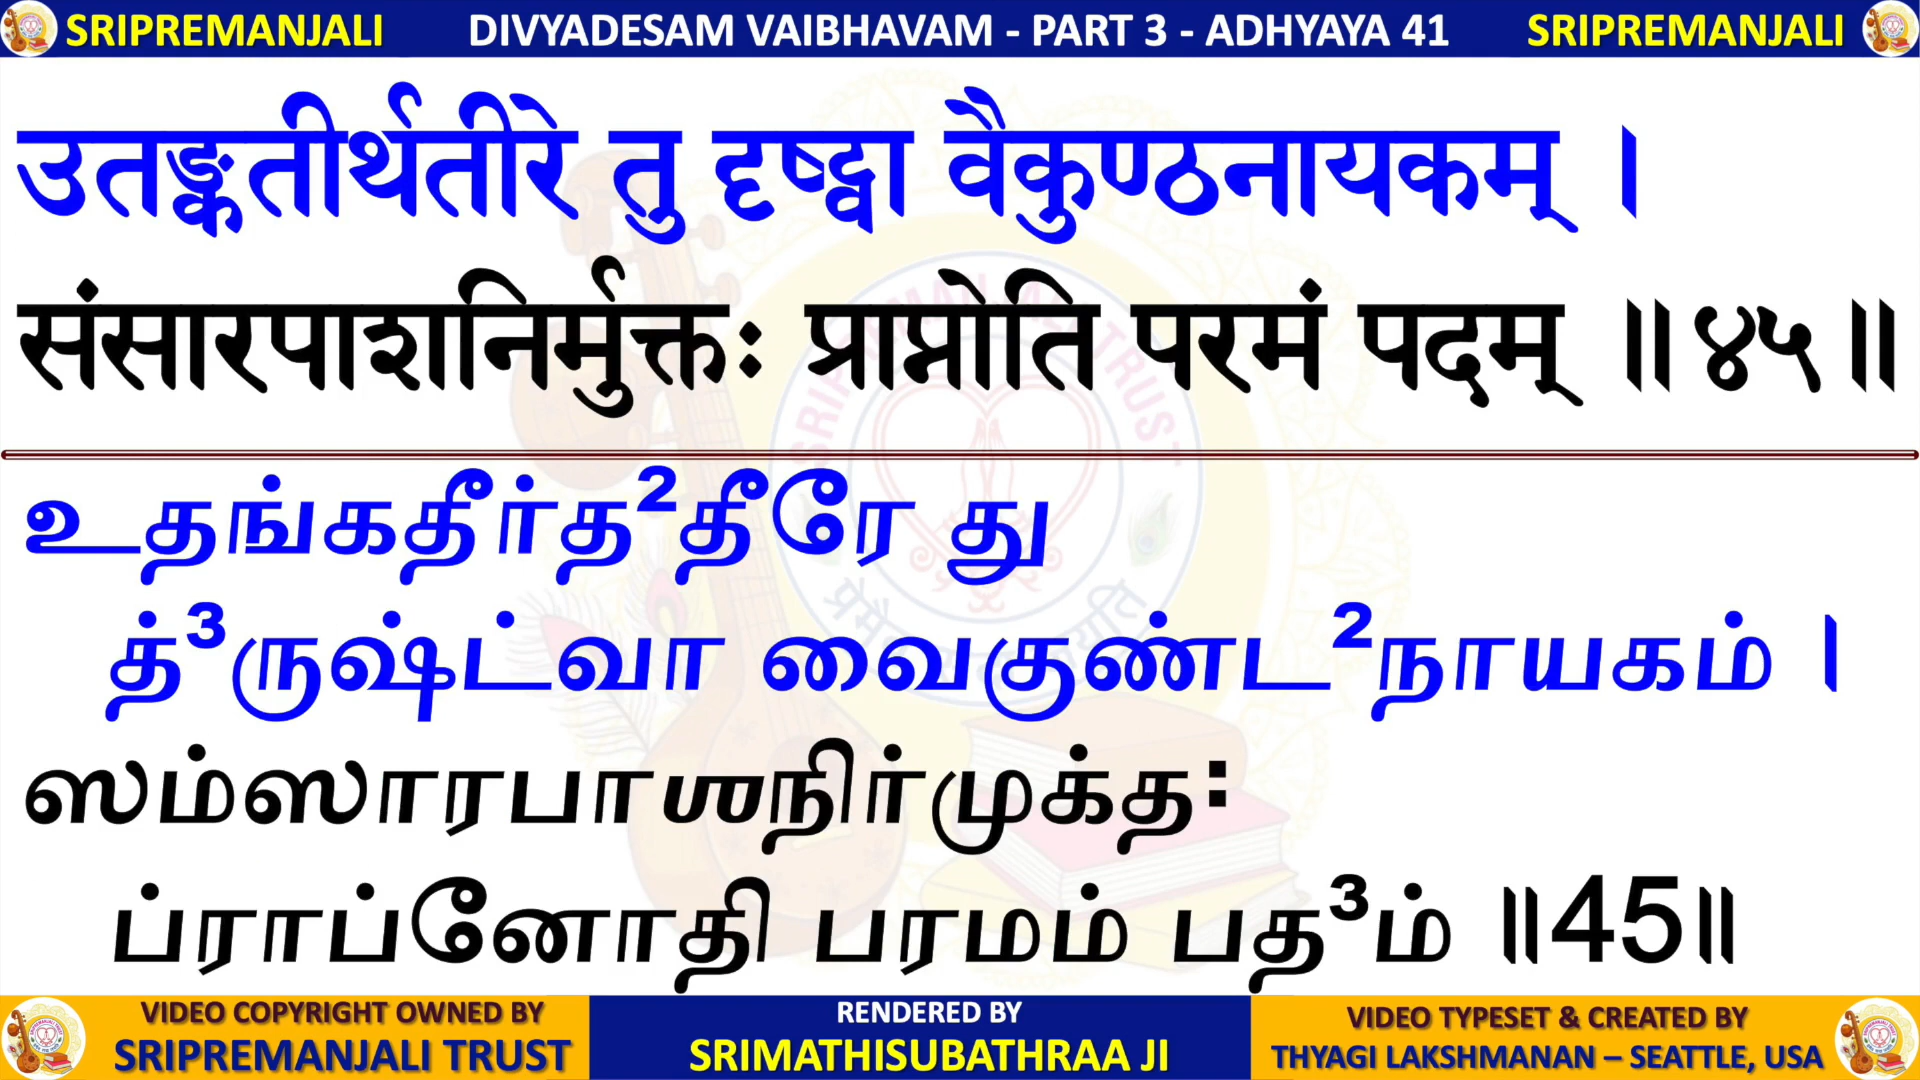 SRIPREMANJALI DIVYADESAM VAIBHAVAM - PART 3 - ADHYAYA 41 SRIPREMANJALI
उतङ्कतीर्थतीरे तु दृष्ट्वा वैकुण्ठनायकम् ।
संसारपाशनिर्मुक्तः प्राप्नोति परमं पदम् ॥४५॥
உதங்கதீர்த²தீரே து
த்³ருஷ்ட்வா வைகுண்ட²நாயகம் ।
ஸம்ஸாரபாஶநிர்முக்த:
ப்ராப்னோதி பரமம் பத³ம் ॥45॥
VIDEO COPYRIGHT OWNED BY
SRIPREMANJALI TRUST
RENDERED BY
SRIMATHISUBATHRAA JI
VIDEO TYPESET & CREATED BY
THYAGI LAKSHMANAN – SEATTLE, USA